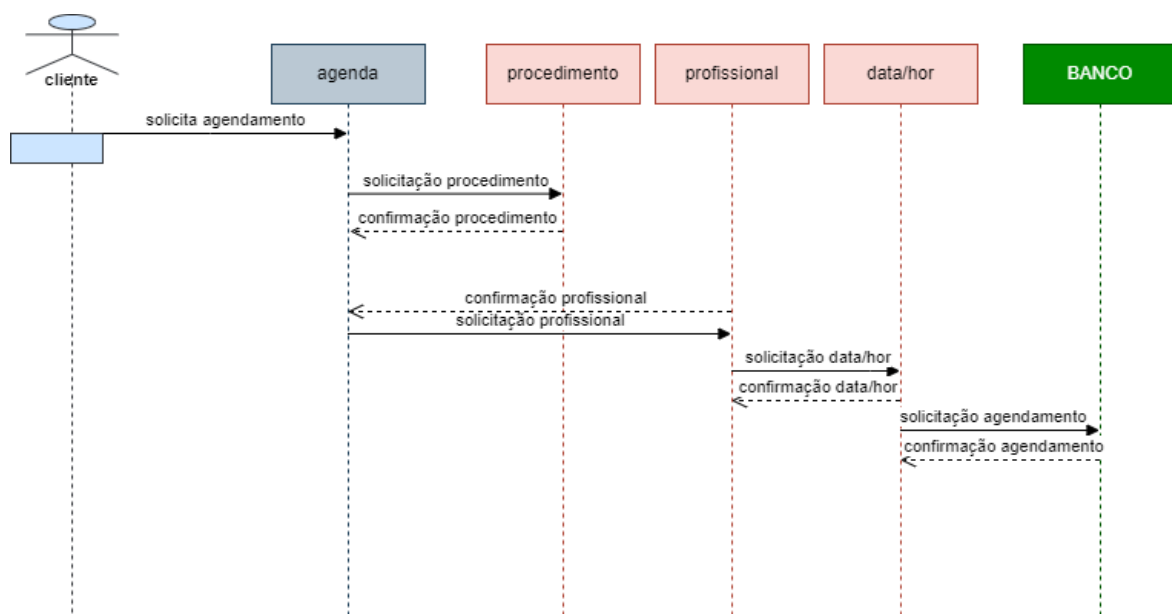 cliente
agenda
procedimento
profissional
data/hor
BANCO
solicita agendamento
solicitação procedimento
confirmação procedimento
confirmação profissional
solicitação profissional
solicitação data/hor
confirmação data/hor
solicitação agendamento
confirmação agendamento